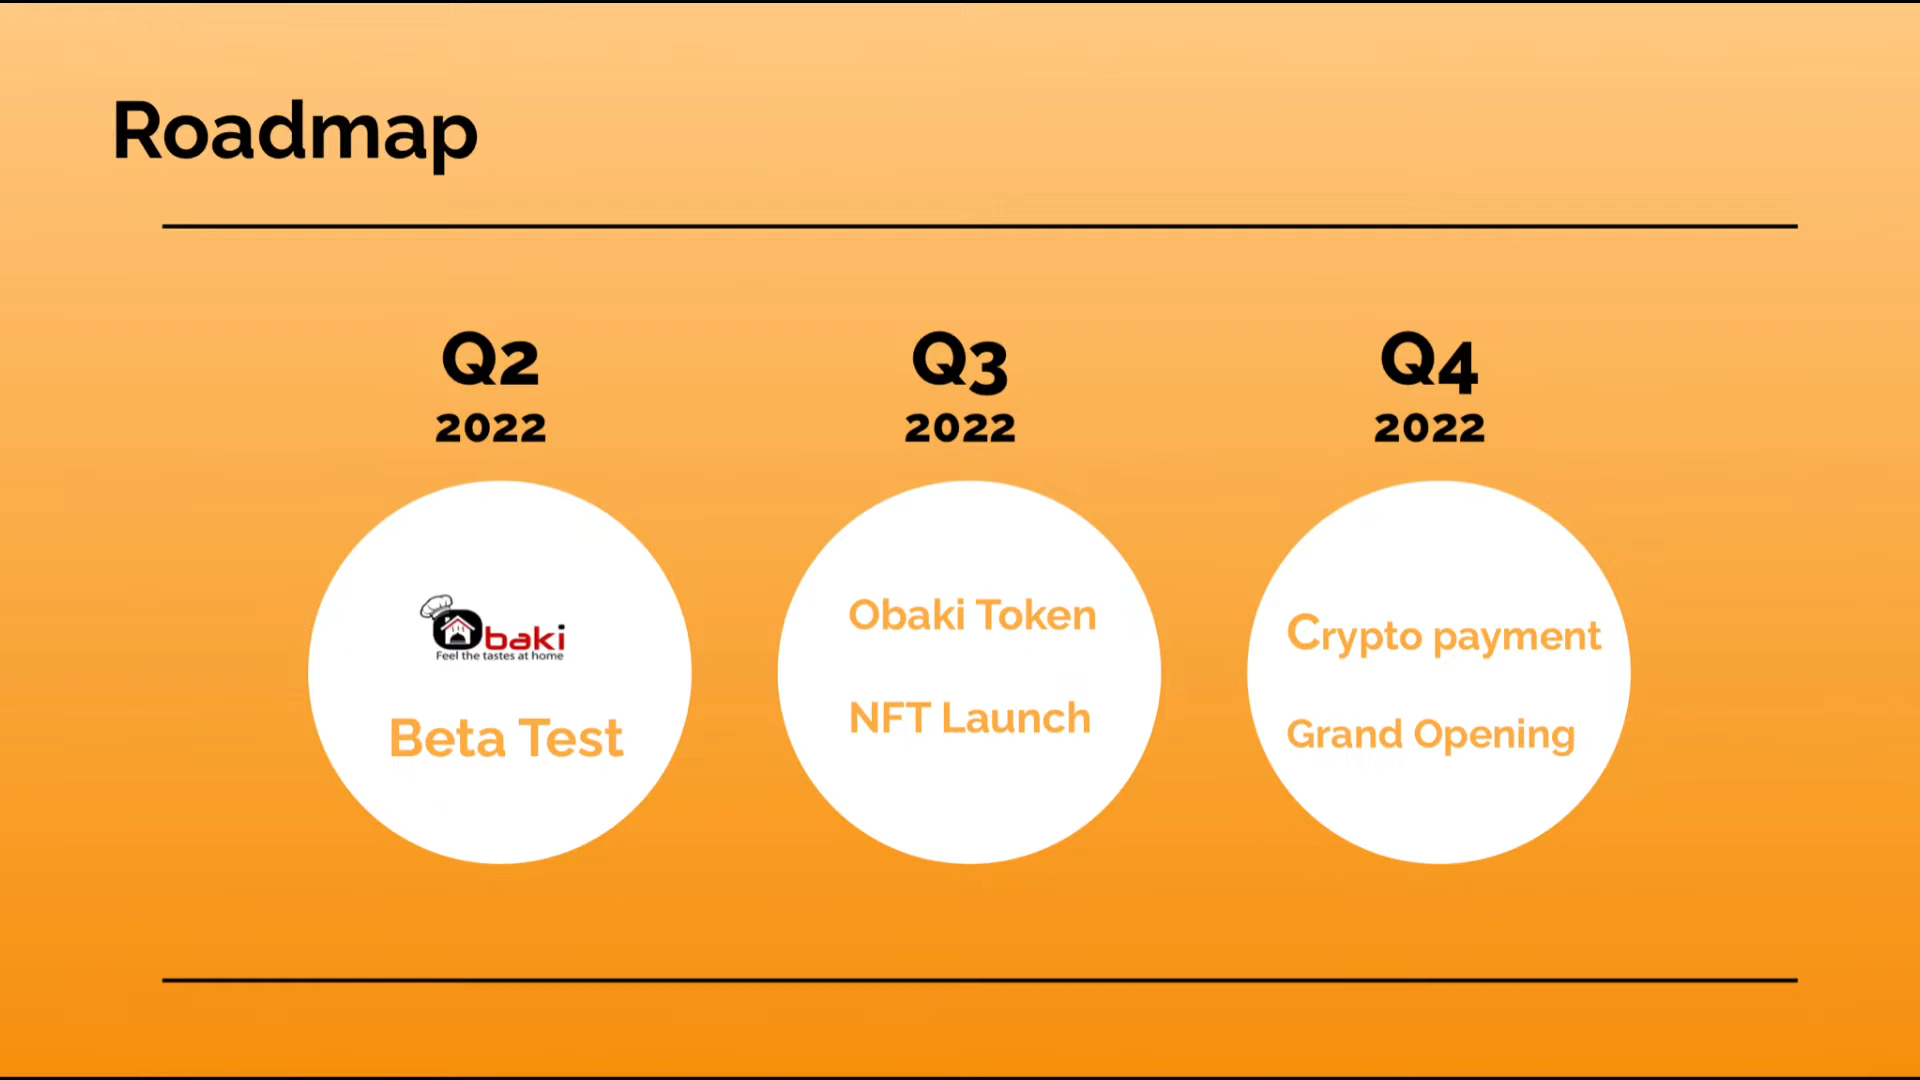 Roadmap
Q2
2022
Obaki
Feel the tastes at home
Beta Test
Q3
2022
Obaki Token
NFT Launch
Q4
2022
Crypto payment
Grand Opening